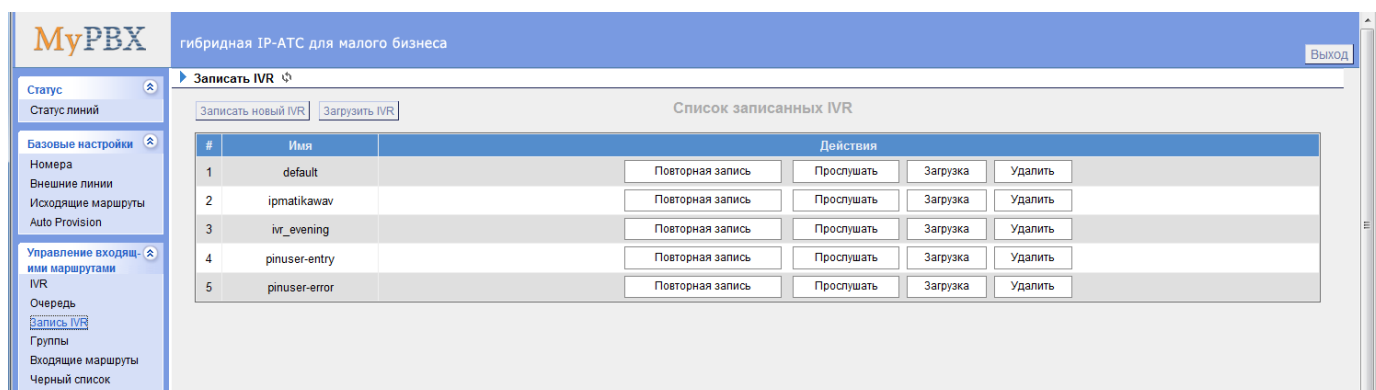 MyPBX
гибридная IP-АТС для малого бизнеса
Выход
Статус
Статус линий
Базовые настройки
Номера
Внешние линии
Исходящие маршруты
Auto Provision
Управление входящ-
ими маршрутами
IVR
Очередь
Запись IVR
Группы
Входящие маршруты
Черный список
Записать IVR
Записать новый IVR Загрузить IVR Список записанных IVR
# Имя Действия
1 default Повторная запись Прослушать Загрузка Удалить
2 ipmatikawav Повторная запись Прослушать Загрузка Удалить
3 ivr_evening Повторная запись Прослушать Загрузка Удалить
4 pinuser-entry Повторная запись Прослушать Загрузка Удалить
5 pinuser-error Повторная запись Прослушать Загрузка Удалить